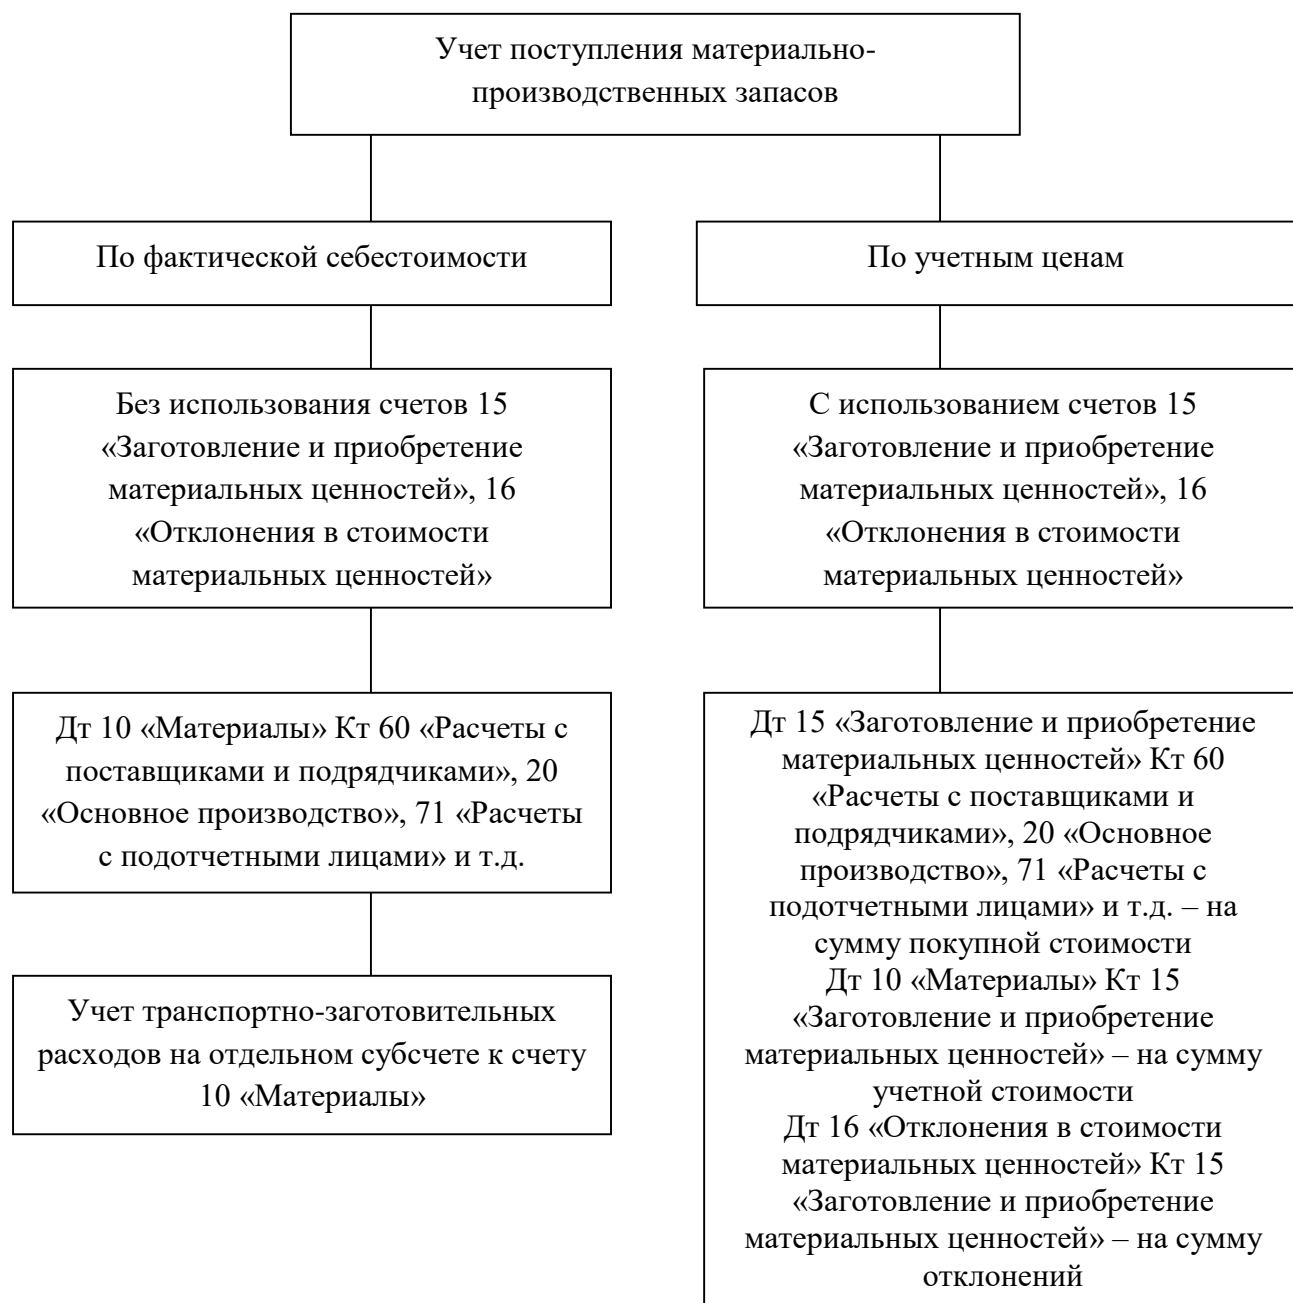 Учет поступления материально-
производственных запасов
По фактической себестоимости
По учетным ценам
Без использования счетов 15
«Заготовление и приобретение
материальных ценностей», 16
«Отклонения в стоимости
материальных ценностей»
С использованием счетов 15
«Заготовление и приобретение
материальных ценностей», 16
«Отклонения в стоимости
материальных ценностей»
Дт 10 «Материалы» Кт 60 «Расчеты с
поставщиками и подрядчиками», 20
«Основное производство», 71 «Расчеты
с подотчетными лицами» и т.д.
Учет транспортно-заготовительных
расходов на отдельном субсчете к счету
10 «Материалы»
Дт 15 «Заготовление и приобретение
материальных ценностей» Кт 60
«Расчеты с поставщиками и
подрядчиками», 20 «Основное
производство», 71 «Расчеты с
подотчетными лицами» и т.д. – на
сумму покупной стоимости
Дт 10 «Материалы» Кт 15
«Заготовление и приобретение
материальных ценностей» – на сумму
учетной стоимости
Дт 16 «Отклонения в стоимости
материальных ценностей» Кт 15
«Заготовление и приобретение
материальных ценностей» – на сумму
отклонений